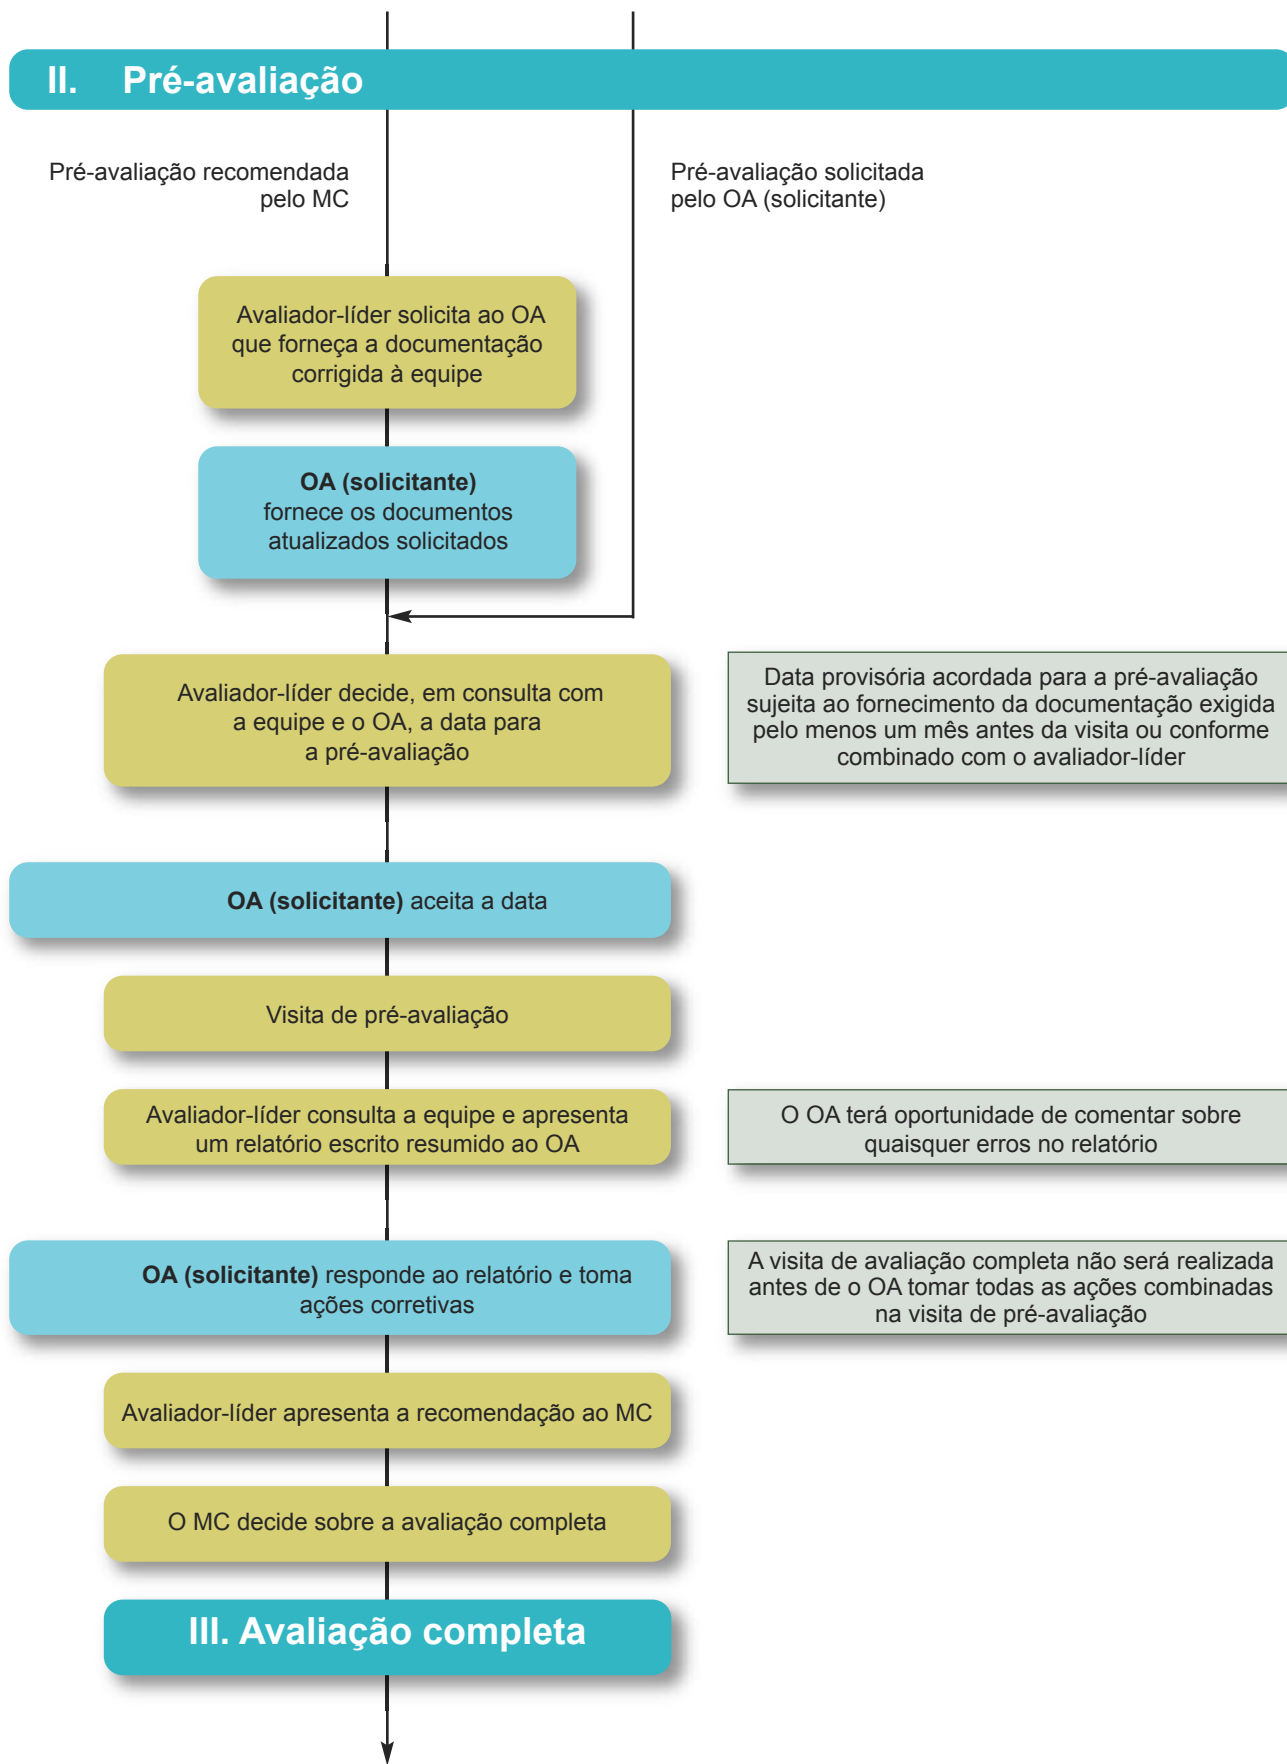 II. Pré-avaliação
Pré-avaliação recomendada
pelo MC
Pré-avaliação solicitada
pelo OA (solicitante)
Avaliador-líder solicita ao OA
que forneça a documentação
corrigida à equipe
OA (solicitante)
fornece os documentos
atualizados solicitados
Avaliador-líder decide, em consulta com
a equipe e o OA, a data para
a pré-avaliação
Data provisória acordada para a pré-avaliação
sujeita ao fornecimento da documentação exigida
pelo menos um mês antes da visita ou conforme
combinado com o avaliador-líder
OA (solicitante) aceita a data
Visita de pré-avaliação
Avaliador-líder consulta a equipe e apresenta
um relatório escrito resumido ao OA
O OA terá oportunidade de comentar sobre
quaisquer erros no relatório
OA (solicitante) responde ao relatório e toma
ações corretivas
A visita de avaliação completa não será realizada
antes de o OA tomar todas as ações combinadas
na visita de pré-avaliação
Avaliador-líder apresenta a recomendação ao MC
O MC decide sobre a avaliação completa
III. Avaliação completa